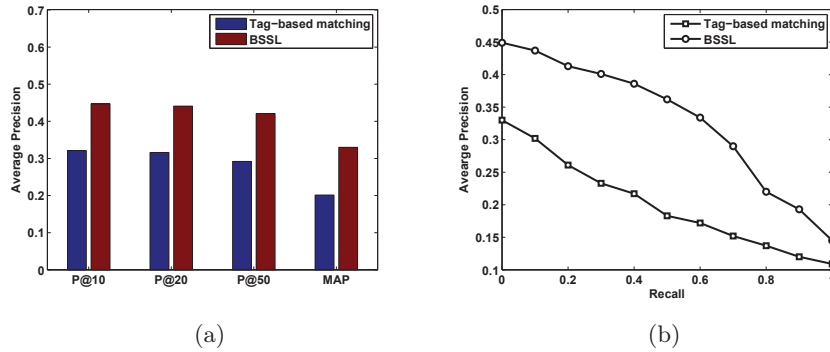 0.7
0.6
0.5
0.4
0.3
0.2
0.1
0
Average Precision
Tag-based matching
BSSL
P@10 P@20 P@50 MAP
(a)
0.5
0.45
0.4
0.35
0.3
0.25
0.2
0.15
0.1
Avearge Precision
Tag-based matching
BSSL
0 0.2 0.4 0.6 0.8
Recall
(b)